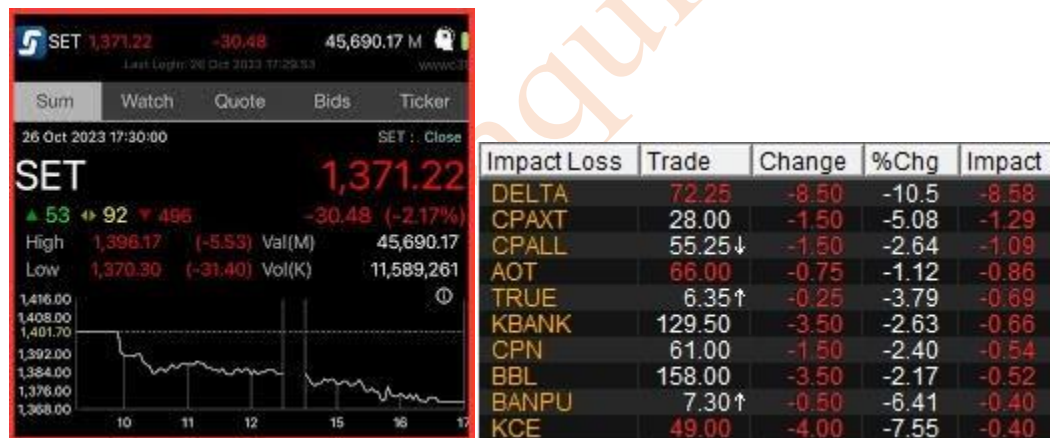 SET 1,371.22 -30.48 45,690.17 M
Last Login: 26 Oct 2023 17:29:53
Sum Watch Quote Bids Ticker
26 Oct 2023 17:30:00 SET : Close
SET 1,371.22
▲ 53 ◂▸ 92 ▼ 496 -30.48 (-2.17%)
High 1,396.17 (-5.53) Val(M) 45,690.17
Low 1,370.30 (-31.40) Vol(K) 11,589,261
1,416.00
1,408.00
1,401.70
1,392.00
1,384.00
1,376.00
1,368.00
10 11 12 15 16 17
Impact Loss Trade Change %Chg Impact
DELTA 72.25 -8.50 -10.5 -8.58
CPAXT 28.00 -1.50 -5.08 -1.29
CPALL 55.25↓ -1.50 -2.64 -1.09
AOT 66.00 -0.75 -1.12 -0.86
TRUE 6.35↑ -0.25 -3.79 -0.69
KBANK 129.50 -3.50 -2.63 -0.66
CPN 61.00 -1.50 -2.40 -0.54
BBL 158.00 -3.50 -2.17 -0.52
BANPU 7.30↑ -0.50 -6.41 -0.40
KCE 49.00 -4.00 -7.55 -0.40